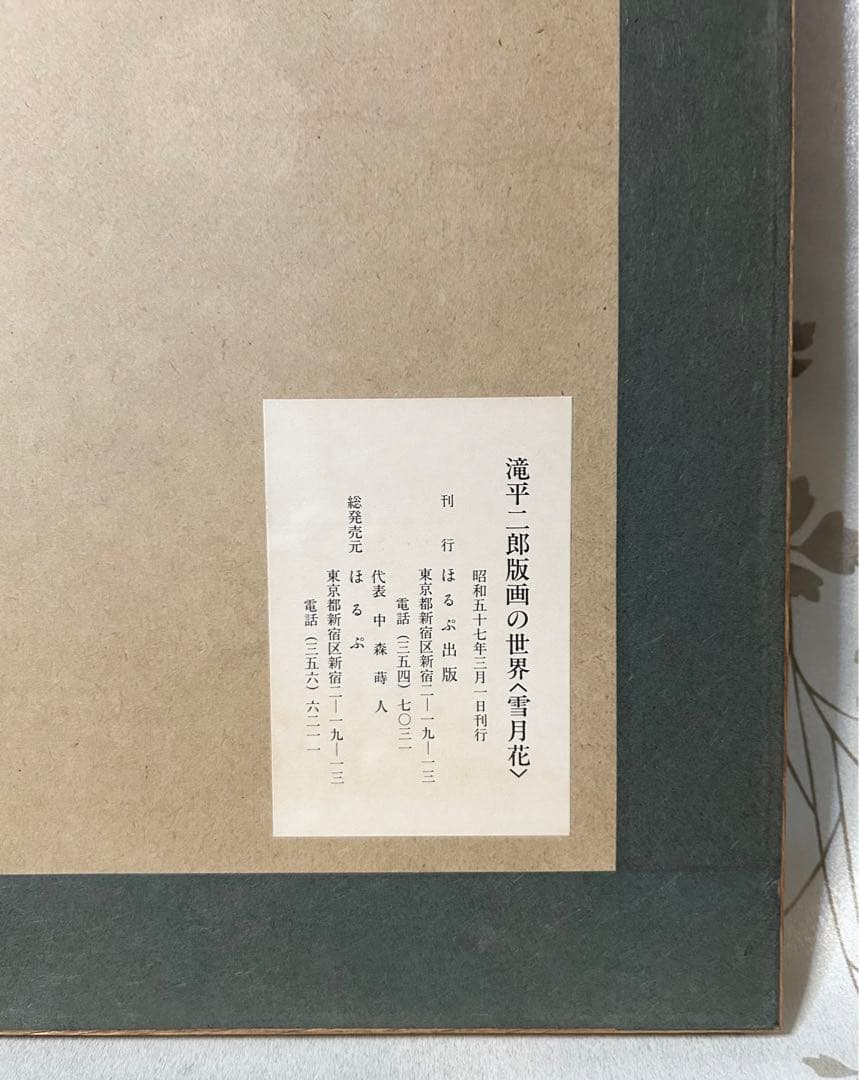 滝平二郎版画の世界〈雪月花〉
昭和五十七年三月一日刊行
刊行 ほるぷ出版
東京都新宿区新宿二―一九―一三
電話(三五四)七〇三一
代表 中森蒔人
総発売元 ほるぷ
東京都新宿区新宿二―一九―一三
電話(三五六)六二一一